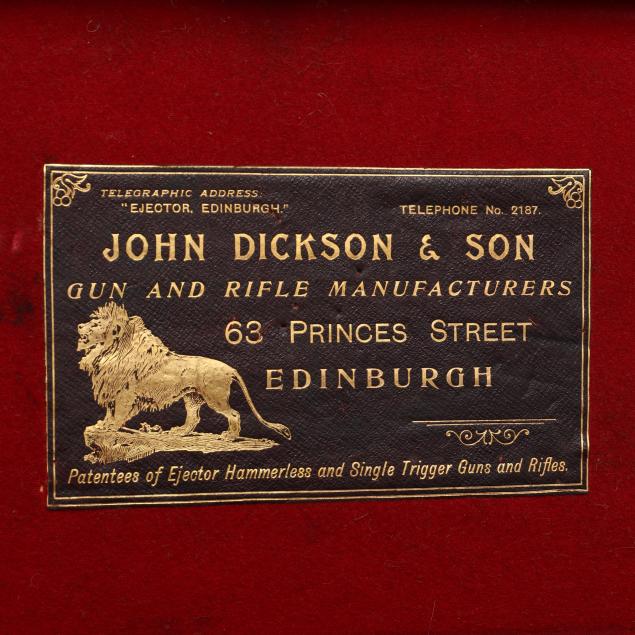 TELEGRAPHIC ADDRESS:
"EJECTOR, EDINBURGH."
TELEPHONE No. 2187.
JOHN DICKSON & SON
GUN AND RIFLE MANUFACTURERS
63 PRINCES STREET
EDINBURGH
Patentees of Ejector Hammerless and Single Trigger Guns and Rifles.